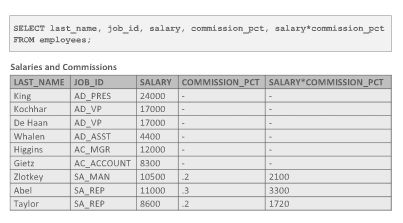 SELECT last_name, job_id, salary, commission_pct, salary*commission_pct
FROM employees;
Salaries and Commissions
LAST_NAME JOB_ID SALARY COMMISSION_PCT SALARY*COMMISSION_PCT
King AD_PRES 24000 - -
Kochhar AD_VP 17000 - -
De Haan AD_VP 17000 - -
Whalen AD_ASST 4400 - -
Higgins AC_MGR 12000 - -
Gietz AC_ACCOUNT 8300 - -
Zlotkey SA_MAN 10500 .2 2100
Abel SA_REP 11000 .3 3300
Taylor SA_REP 8600 .2 1720